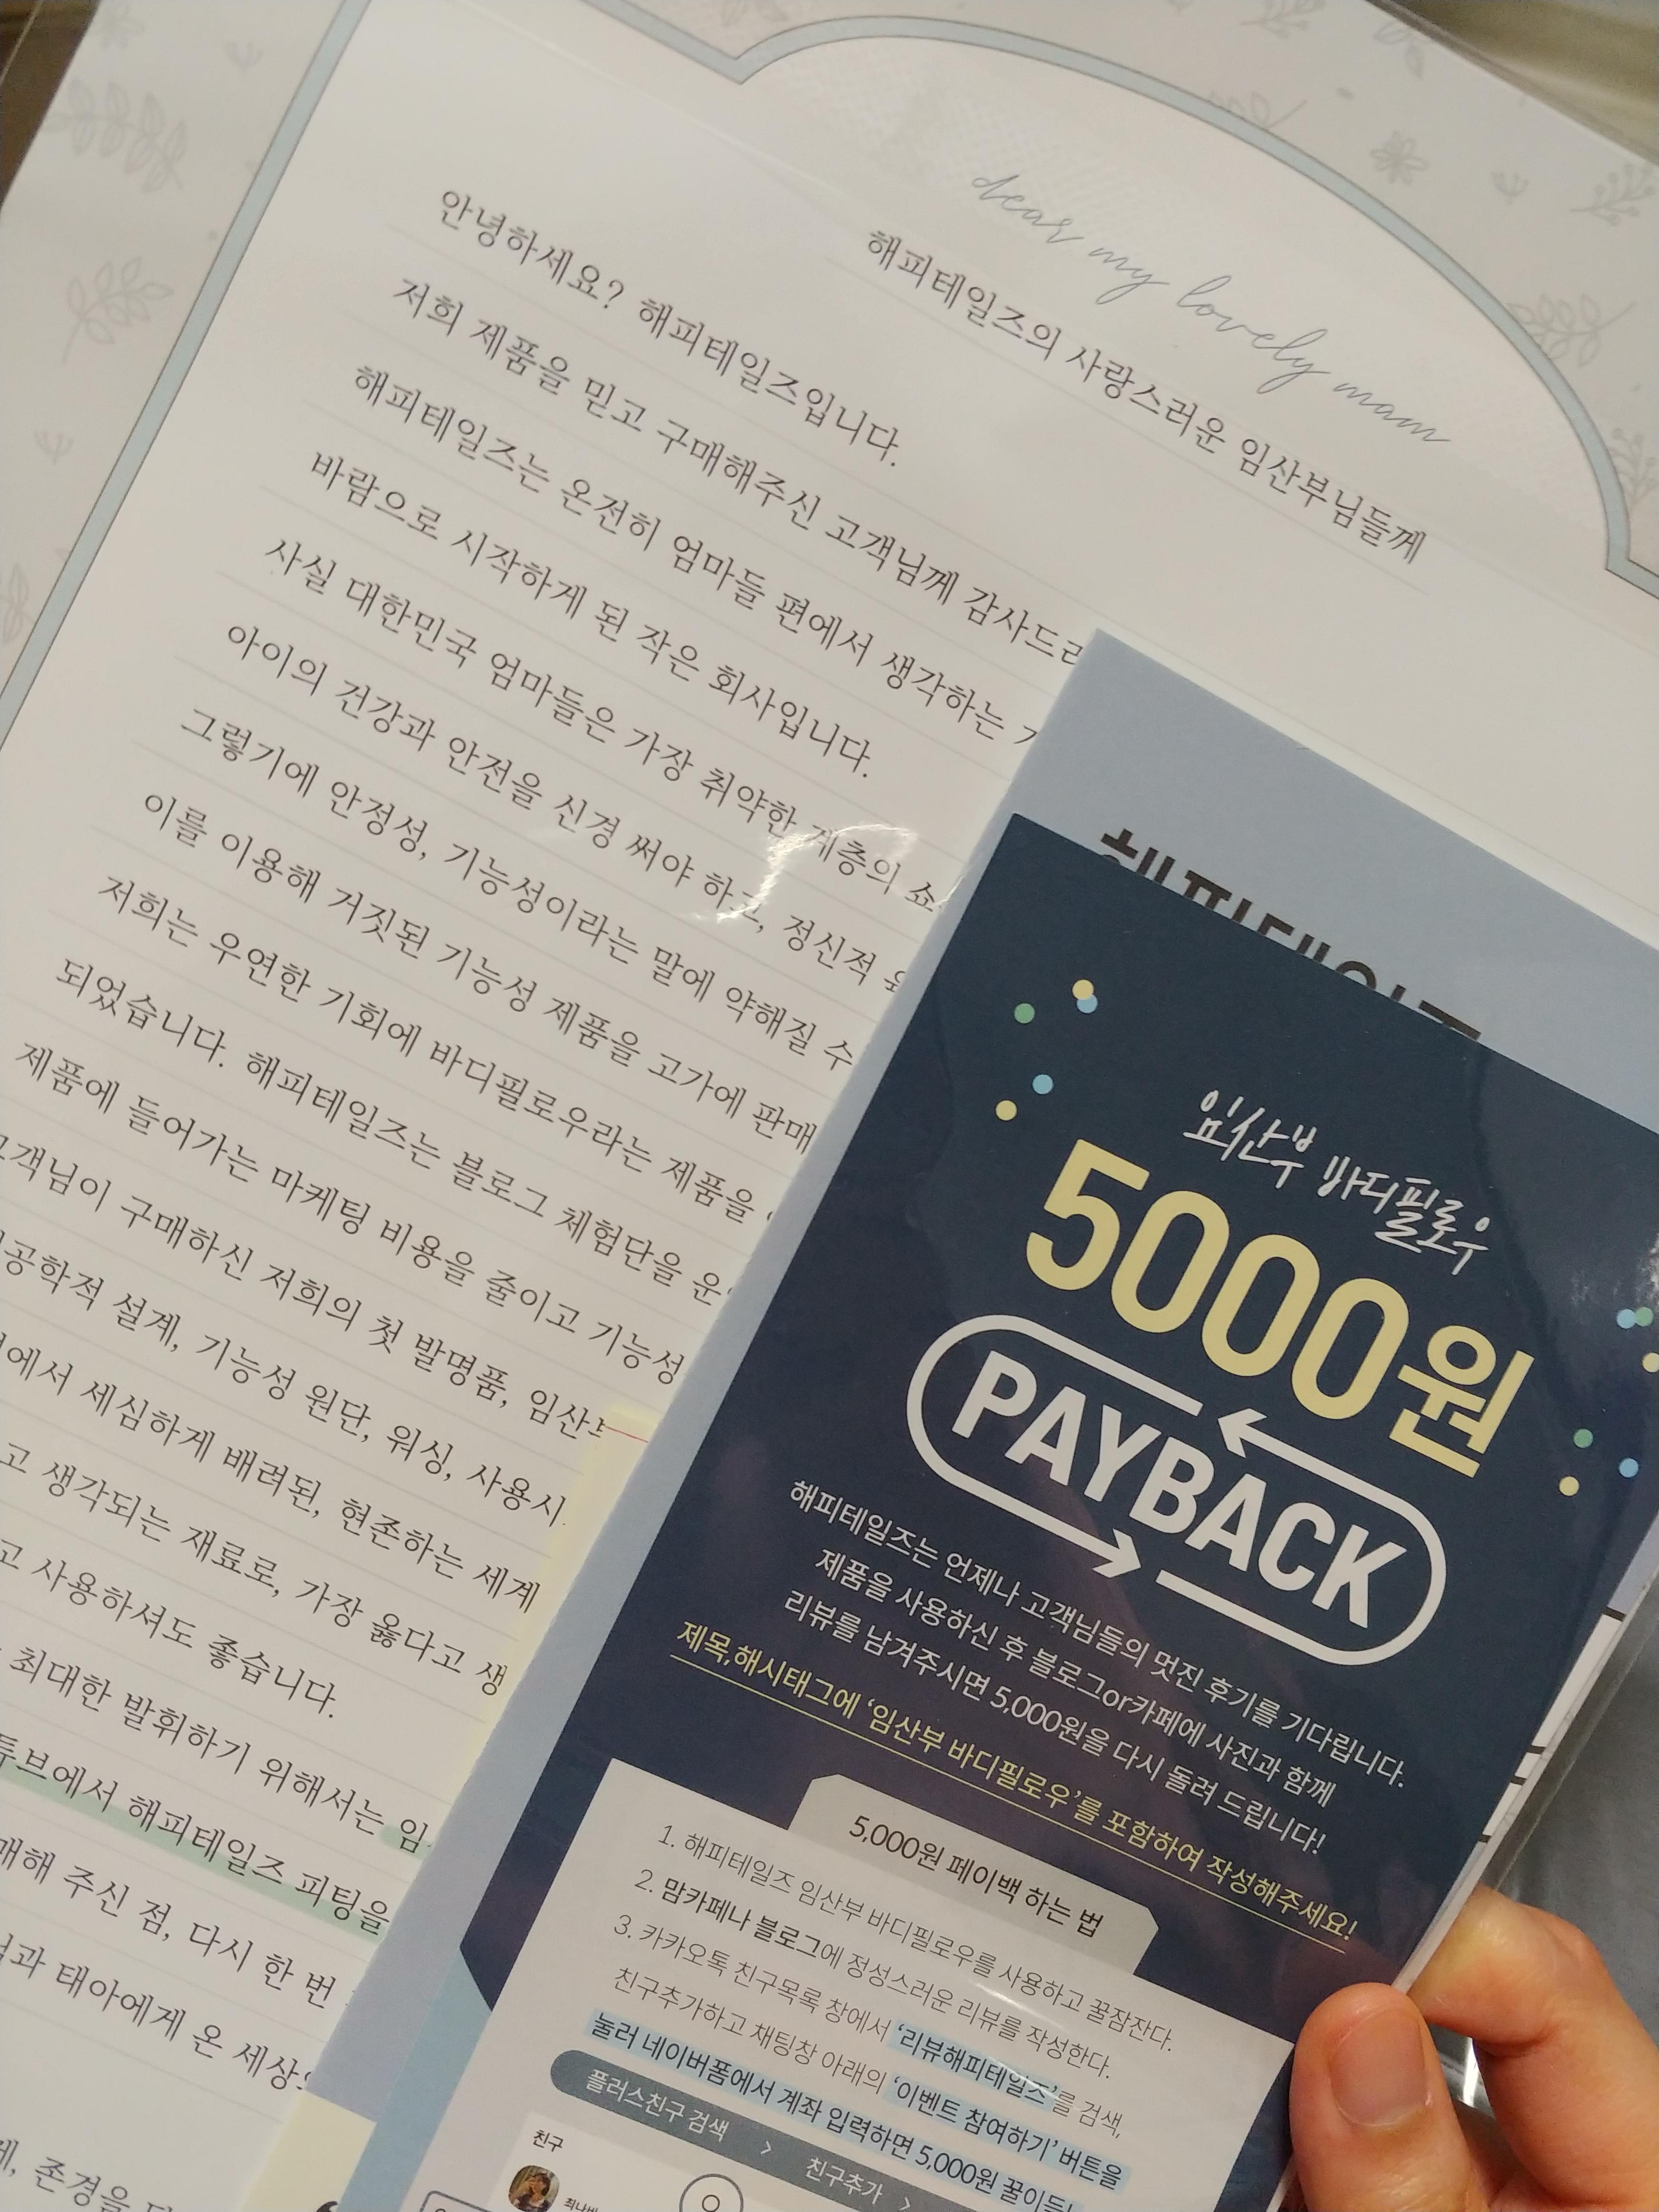 dear my lovely mam
해피테일즈의 사랑스러운 임산부님들께
안녕하세요? 해피테일즈입니다.
저희 제품을 믿고 구매해주신 고객님께
해피테일즈는 온전히 엄마들 편에서 생각하는
바람으로 시작하게 된 작은 회사입니다.
사실 대한민국 엄마들은 가장 취약한 계층의
아이의 건강과 안전을 신경 써야 하고, 정신적
그렇기에 안정성, 기능성이라는 말에 약해질 수
이를 이용해 거짓된 기능성 제품을 고가에 판매
저희는 우연한 기회에 바디필로우라는 제품을
되었습니다. 해피테일즈는 블로그 체험단을
제품에 들어가는 마케팅 비용을 줄이고 기능성
고객님이 구매하신 저희의 첫 발명품,
공학적 설계, 기능성 원단, 워싱,
에서 세심하게 배려된, 현존하는 세계
고 생각되는 재료로, 가장 옳다고
고 사용하셔도 좋습니다.
최대한 발휘하기 위해서는
투브에서 해피테일즈 피팅을
매해 주신 점, 다시 한 번
과 태아에게 온
존경을
해피테일즈
임산부 바디필로우
5000원
PAYBACK
해피테일즈는 언제나 고객님들의 멋진 후기를 기다립니다.
제품을 사용하신 후 블로그or카페에 사진과 함께
리뷰를 남겨주시면 5,000원을 다시 돌려 드립니다!
제목,해시태그에 '임산부 바디필로우'를 포함하여 작성해주세요!
5,000원 페이백 하는 법
1. 해피테일즈 임산부 바디필로우를 사용하고 꿀잠잔다.
2. 맘카페나 블로그에 정성스러운 리뷰를 작성한다.
3. 카카오톡 친구목록 창에서 '리뷰해피테일즈'를 검색,
친구추가하고 채팅창 아래의 '이벤트 참여하기' 버튼을
눌러 네이버폼에서 계좌 입력하면 5,000원 꿀이득!
플러스친구 검색 > 친구추가 >
친구